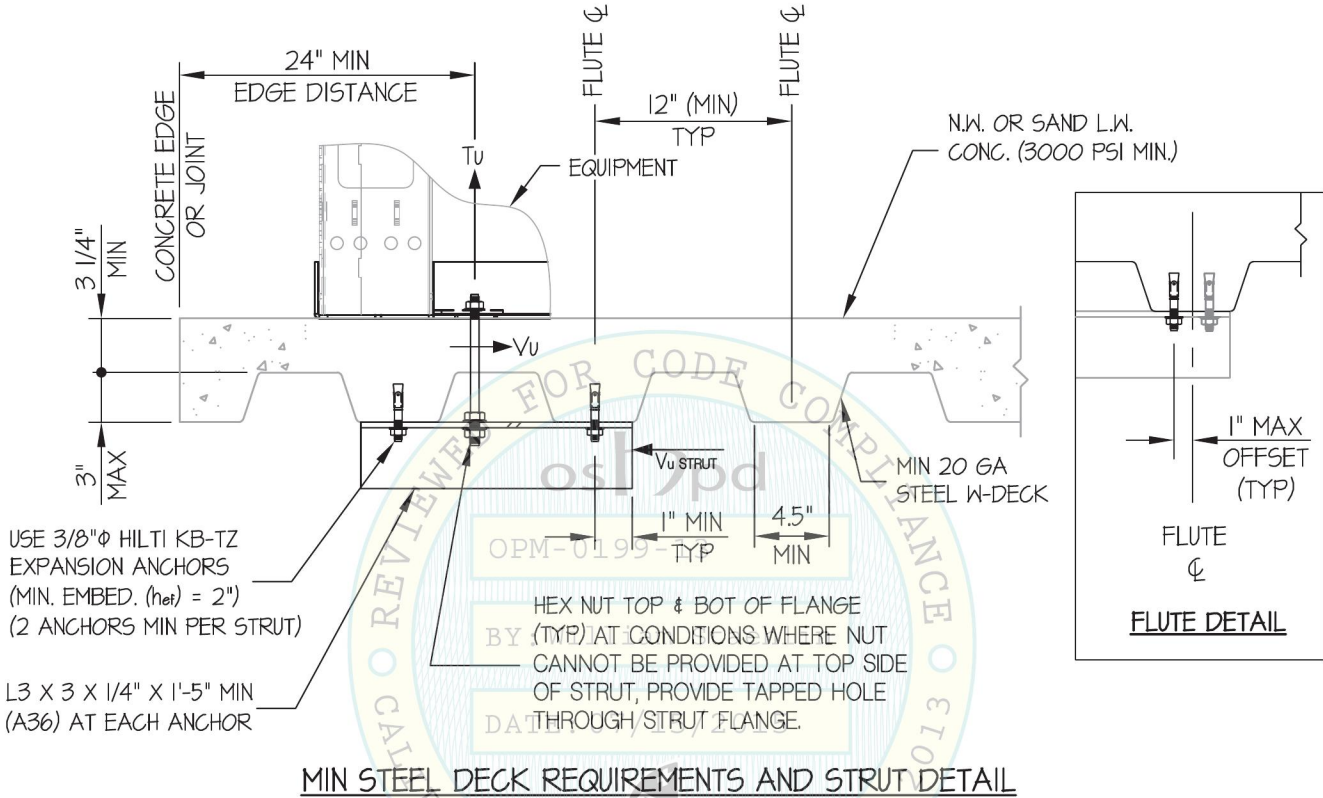 FLUTE ℄
FLUTE ℄
24" MIN
EDGE DISTANCE
12" (MIN)
TYP
N.W. OR SAND L.W.
CONC. (3000 PSI MIN.)
CONCRETE EDGE
OR JOINT
Tu
EQUIPMENT
3 1/4"
MIN
Vu
3"
MAX
Vu STRUT
MIN 20 GA
STEEL W-DECK
1" MAX
OFFSET
(TYP)
FLUTE
℄
FLUTE DETAIL
1" MIN
TYP
4.5"
MIN
USE 3/8"Φ HILTI KB-TZ
EXPANSION ANCHORS
(MIN. EMBED. (hef) = 2")
(2 ANCHORS MIN PER STRUT)
L3 X 3 X 1/4" X 1'-5" MIN
(A36) AT EACH ANCHOR
HEX NUT TOP & BOT OF FLANGE
(TYP) AT CONDITIONS WHERE NUT
CANNOT BE PROVIDED AT TOP SIDE
OF STRUT, PROVIDE TAPPED HOLE
THROUGH STRUT FLANGE.
REVIEWED FOR CODE COMPLIANCE
oshpd
OPM-0199-13
BY:
DATE:
2013
MIN STEEL DECK REQUIREMENTS AND STRUT DETAIL